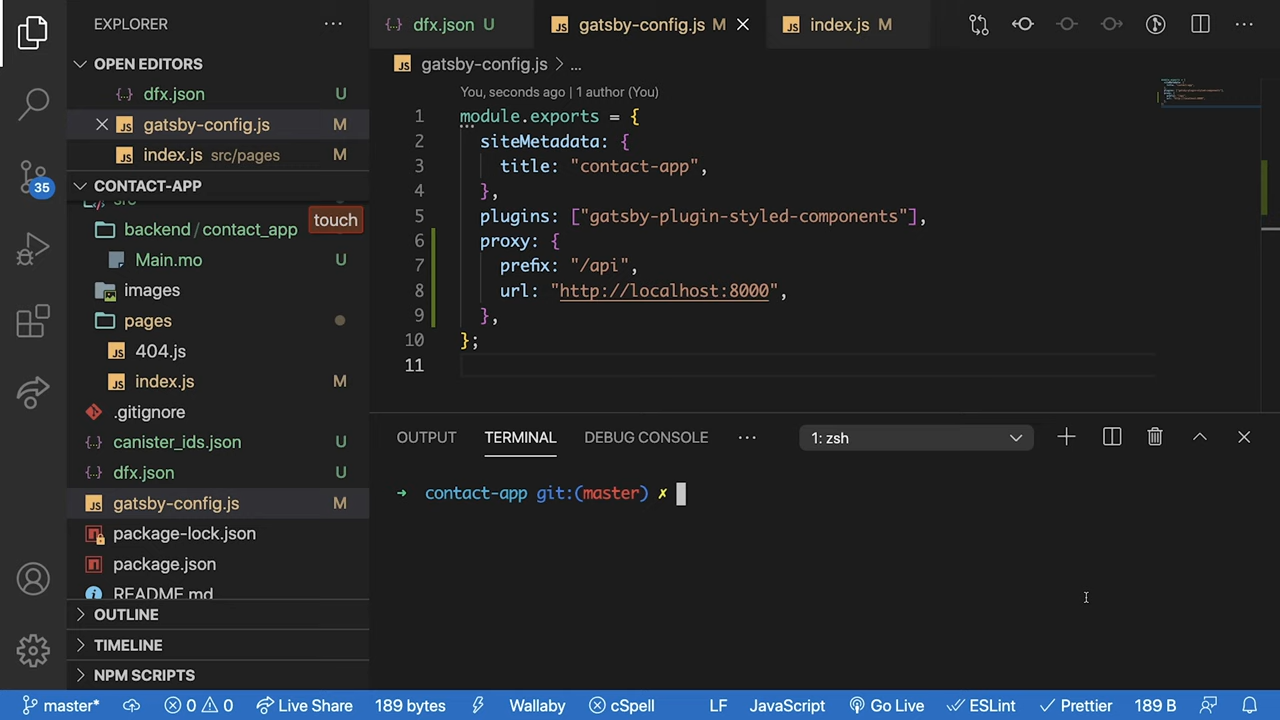 EXPLORER
OPEN EDITORS
dfx.json U
gatsby-config.js M
index.js src/pages M
CONTACT-APP
src
touch
backend / contact_app
Main.mo U
images
pages
404.js
index.js M
.gitignore
canister_ids.json U
dfx.json U
gatsby-config.js M
package-lock.json
package.json
README.md
OUTLINE
TIMELINE
NPM SCRIPTS
35
dfx.json U
gatsby-config.js M
index.js M
gatsby-config.js > ...
You, seconds ago | 1 author (You)
1 module.exports = {
2 siteMetadata: {
3 title: "contact-app",
4 },
5 plugins: ["gatsby-plugin-styled-components"],
6 proxy: {
7 prefix: "/api",
8 url: "http://localhost:8000",
9 },
10 };
11
OUTPUT TERMINAL DEBUG CONSOLE ... 1: zsh
→ contact-app git:(master) ✗
master* 0 0 Live Share 189 bytes Wallaby cSpell LF JavaScript Go Live ESLint Prettier 189 B